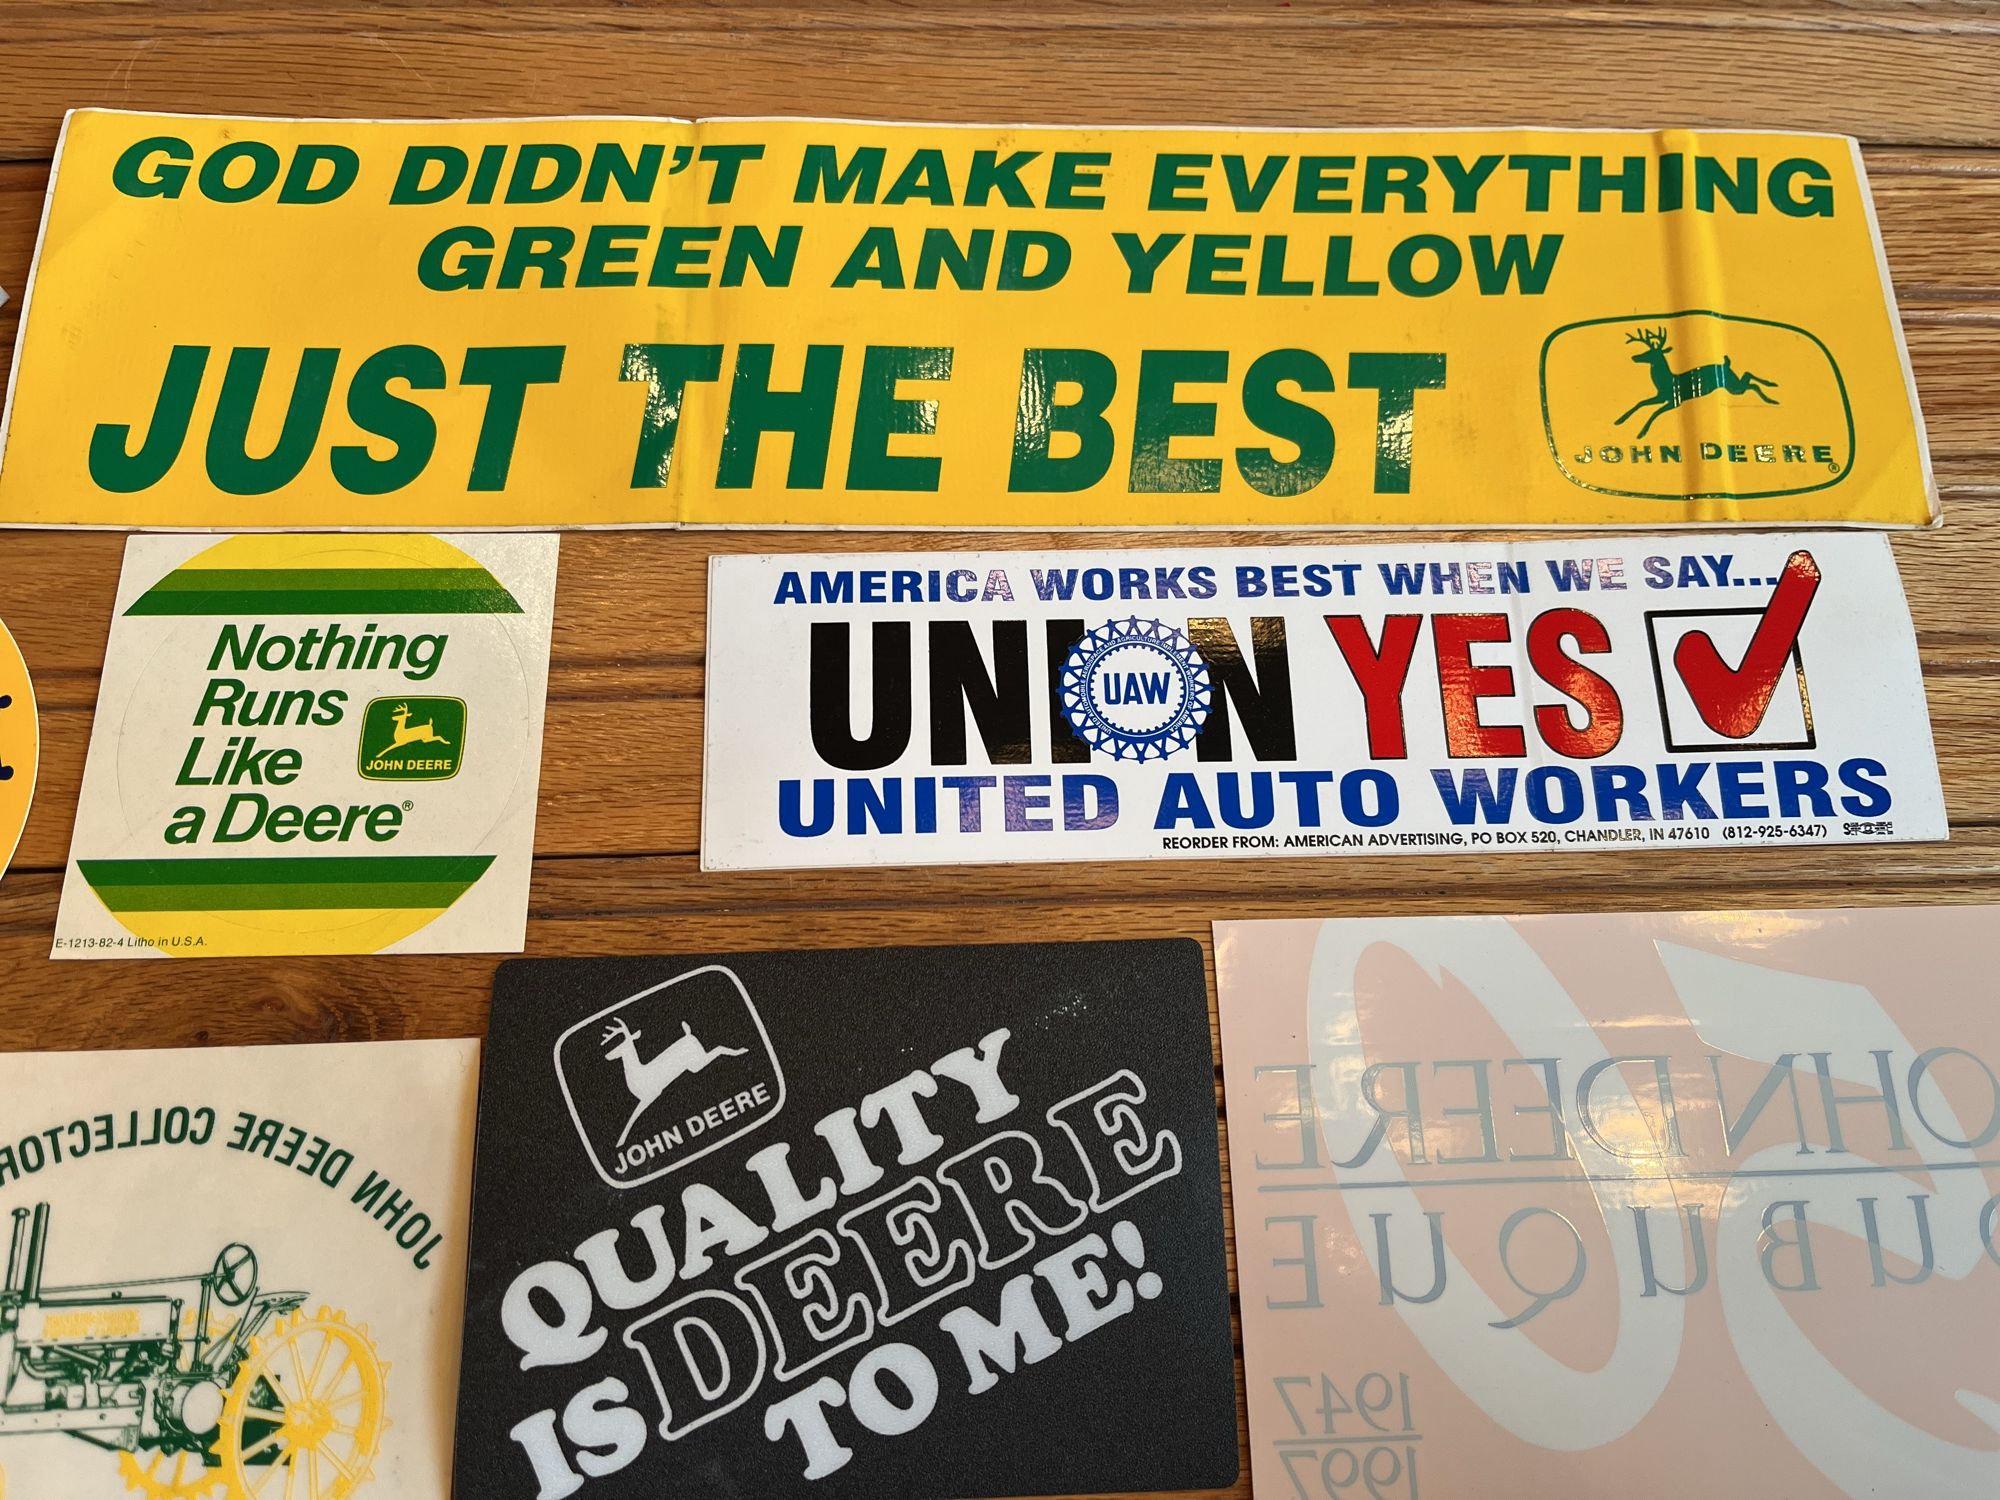 GOD DIDN'T MAKE EVERYTHING
GREEN AND YELLOW
JUST THE BEST
JOHN DEERE®
Nothing
Runs
Like
a Deere®
JOHN DEERE
E-1213-82-4 Litho in U.S.A.
AMERICA WORKS BEST WHEN WE SAY...
UNION YES
UAW
UNITED AUTO WORKERS
REORDER FROM: AMERICAN ADVERTISING, PO BOX 520, CHANDLER, IN 47610 (812-925-6347)
JOHN DEERE COLLECTOR
JOHN DEERE
QUALITY
IS DEERE
TO ME!
50
OHN DEERE
DUBUQUE
1947
1997